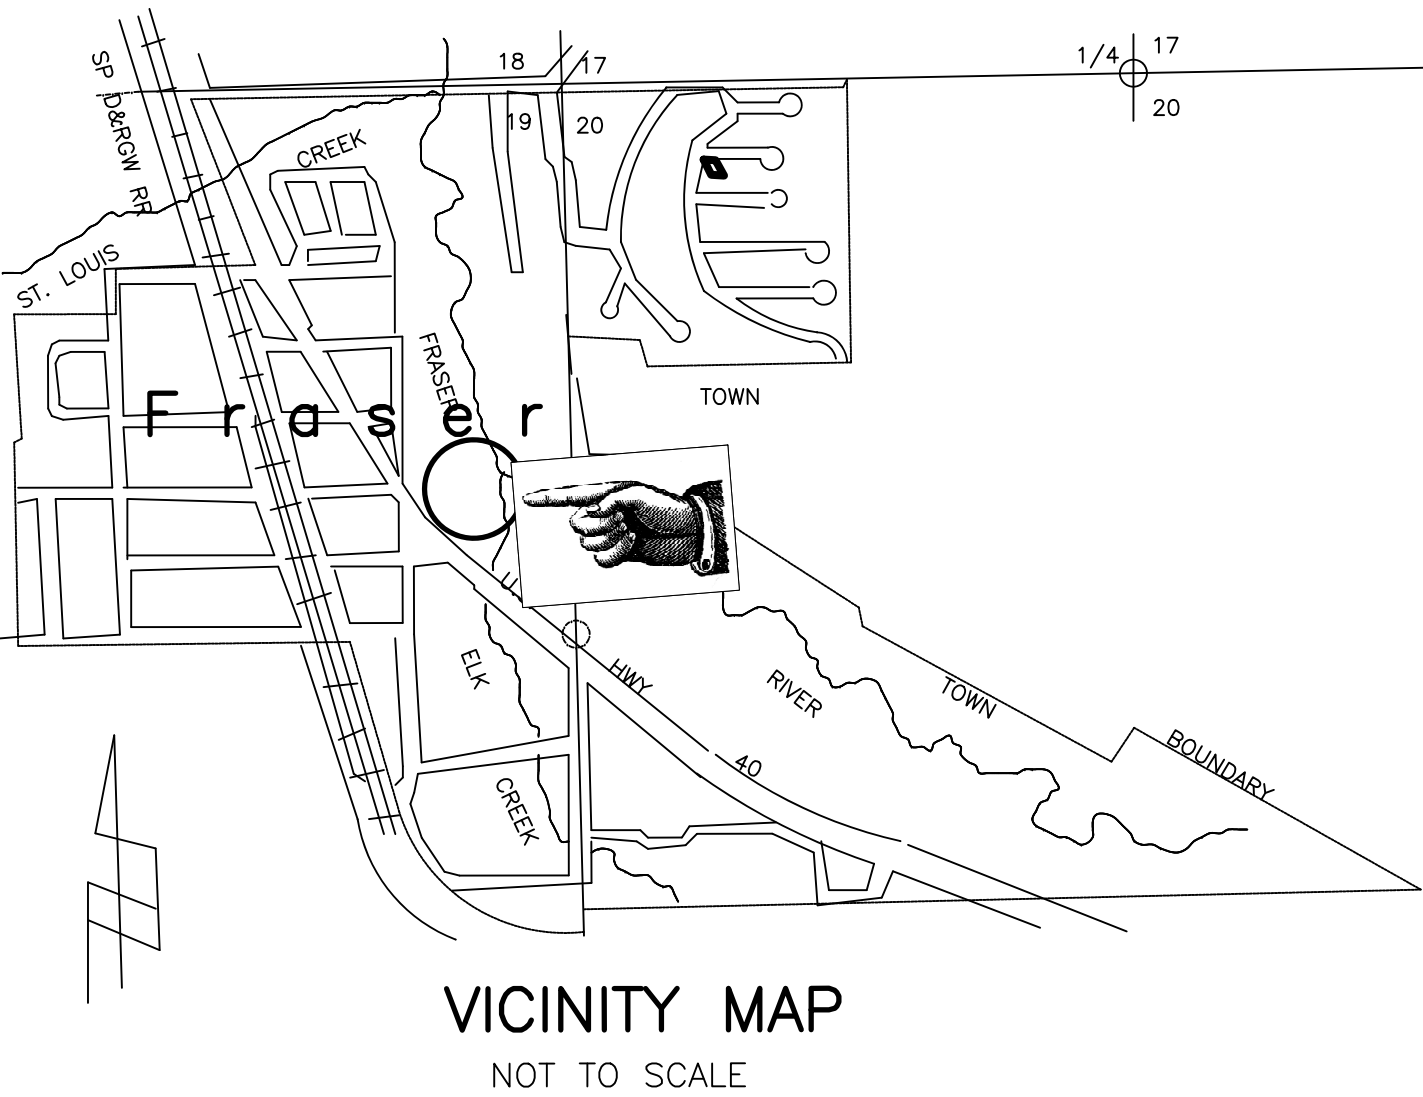 18
17
1/4
17
19
20
20
SP D&RGW RR
CREEK
ST. LOUIS
FRASER
TOWN
Fraser
U
HWY
40
ELK
CREEK
RIVER
TOWN
BOUNDARY
VICINITY MAP
NOT TO SCALE